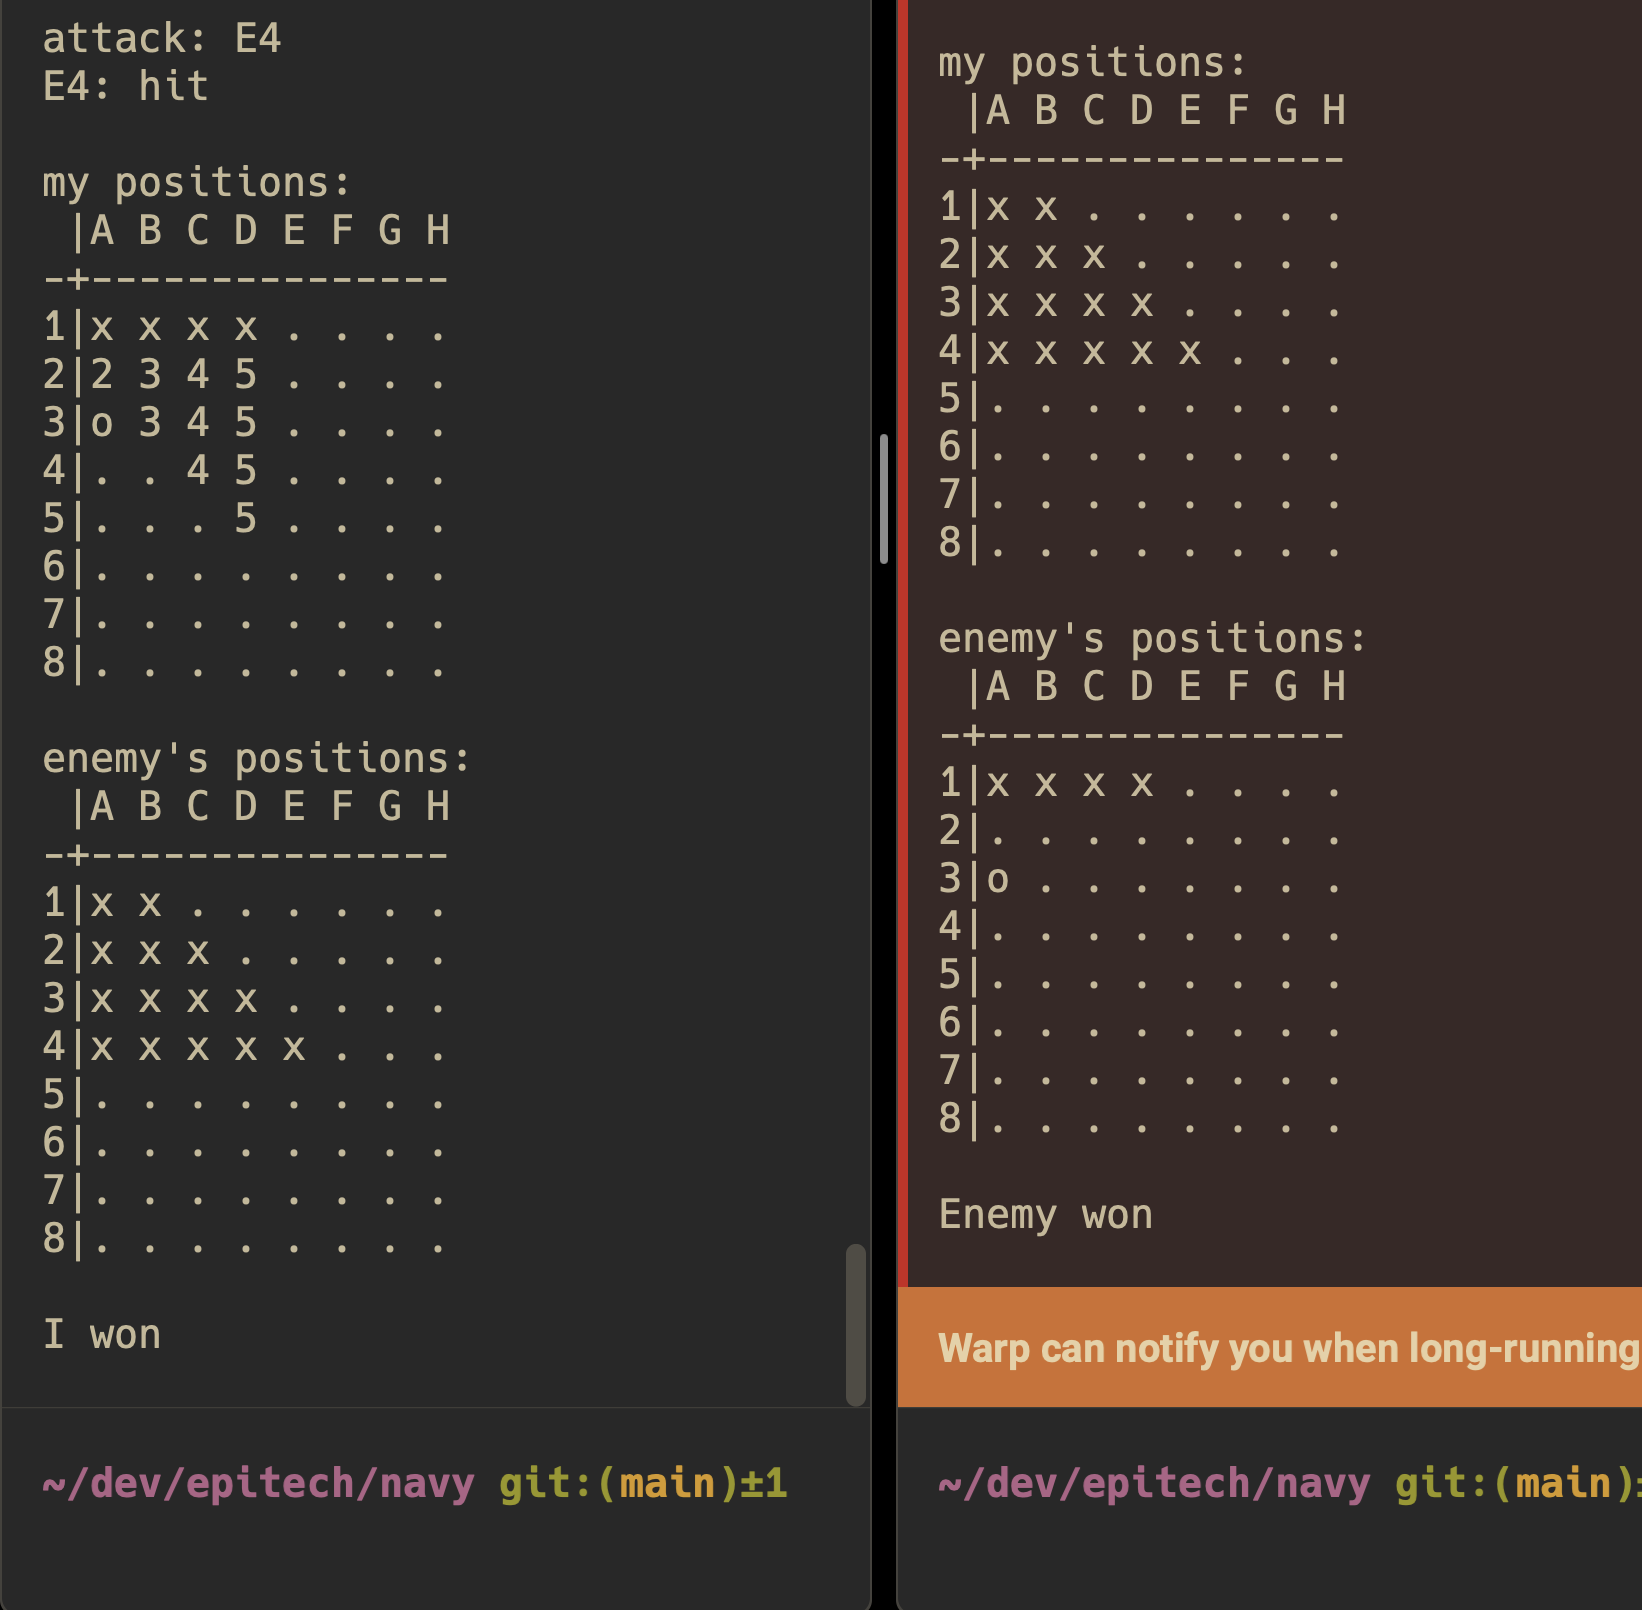 attack: E4
E4: hit

my positions:
 |A B C D E F G H
-+---------------
1|x x x x . . . .
2|2 3 4 5 . . . .
3|o 3 4 5 . . . .
4|. . 4 5 . . . .
5|. . . 5 . . . .
6|. . . . . . . .
7|. . . . . . . .
8|. . . . . . . .

enemy's positions:
 |A B C D E F G H
-+---------------
1|x x . . . . . .
2|x x x . . . . .
3|x x x x . . . .
4|x x x x x . . .
5|. . . . . . . .
6|. . . . . . . .
7|. . . . . . . .
8|. . . . . . . .

I won

~/dev/epitech/navy git:(main)±1

my positions:
 |A B C D E F G H
-+---------------
1|x x . . . . . .
2|x x x . . . . .
3|x x x x . . . .
4|x x x x x . . .
5|. . . . . . . .
6|. . . . . . . .
7|. . . . . . . .
8|. . . . . . . .

enemy's positions:
 |A B C D E F G H
-+---------------
1|x x x x . . . .
2|. . . . . . . .
3|o . . . . . . .
4|. . . . . . . .
5|. . . . . . . .
6|. . . . . . . .
7|. . . . . . . .
8|. . . . . . . .

Enemy won

Warp can notify you when long-running
~/dev/epitech/navy git:(main)±